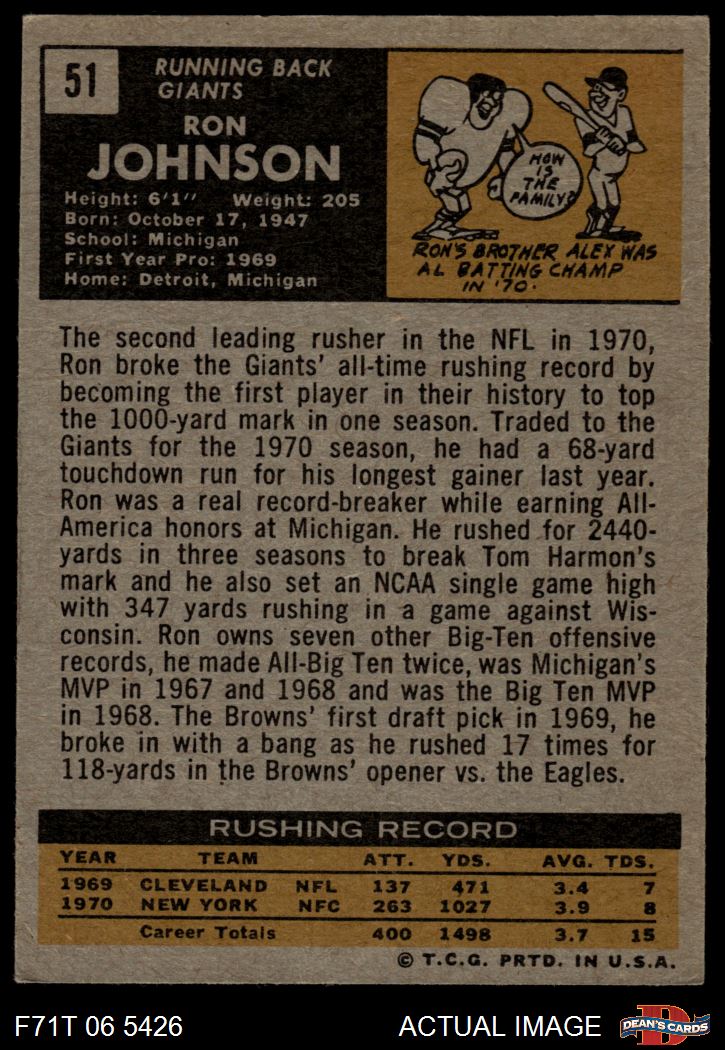 51
RUNNING BACK
GIANTS
RON
JOHNSON
Height: 6'1" Weight: 205
Born: October 17, 1947
School: Michigan
First Year Pro: 1969
Home: Detroit, Michigan
HOW
IS
THE
FAMILY?
RON'S BROTHER ALEX WAS
AL BATTING CHAMP
IN '70.
The second leading rusher in the NFL in 1970,
Ron broke the Giants' all-time rushing record by
becoming the first player in their history to top
the 1000-yard mark in one season. Traded to the
Giants for the 1970 season, he had a 68-yard
touchdown run for his longest gainer last year.
Ron was a real record-breaker while earning All-
America honors at Michigan. He rushed for 2440-
yards in three seasons to break Tom Harmon's
mark and he also set an NCAA single game high
with 347 yards rushing in a game against Wis-
consin. Ron owns seven other Big-Ten offensive
records, he made All-Big Ten twice, was Michigan's
MVP in 1967 and 1968 and was the Big Ten MVP
in 1968. The Browns' first draft pick in 1969, he
broke in with a bang as he rushed 17 times for
118-yards in the Browns' opener vs. the Eagles.
RUSHING RECORD
YEAR TEAM ATT. YDS. AVG. TDS.
1969 CLEVELAND NFL 137 471 3.4 7
1970 NEW YORK NFC 263 1027 3.9 8
Career Totals 400 1498 3.7 15
© T.C.G. PRTD. IN U.S.A.
F71T 06 5426 ACTUAL IMAGE D DEAN'S CARDS